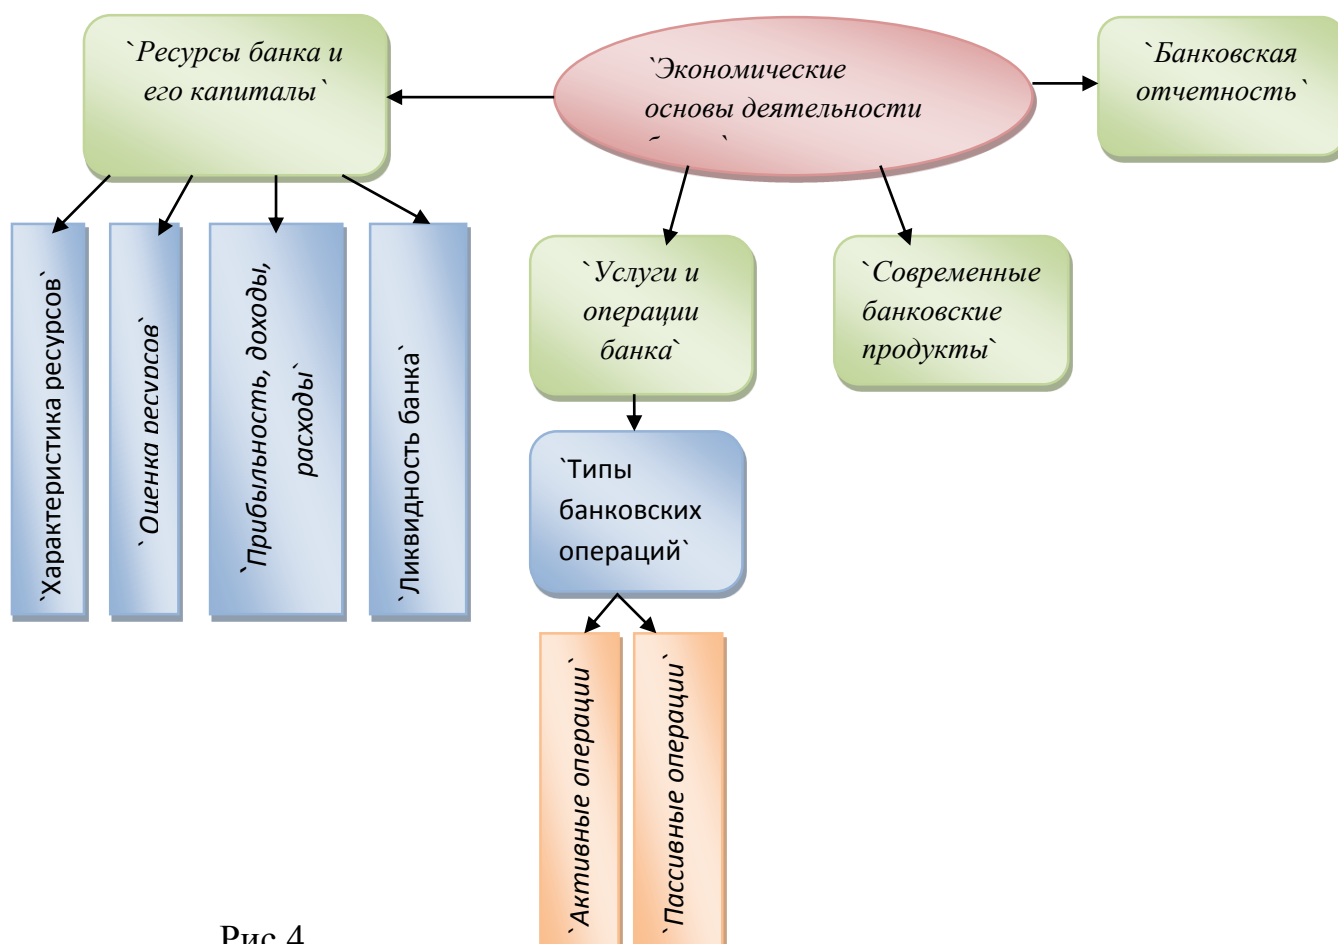 `Ресурсы банка и
его капиталы`
`Экономические
основы деятельности
`Банковская
отчетность`
`Характеристика ресурсов`
`Оценка ресурсов`
`Прибыльность, доходы,
расходы`
`Ликвидность банка`
`Услуги и
операции
банка`
`Современные
банковские
продукты`
`Типы
банковских
операций`
`Активные операции`
`Пассивные операции`
Рис 4